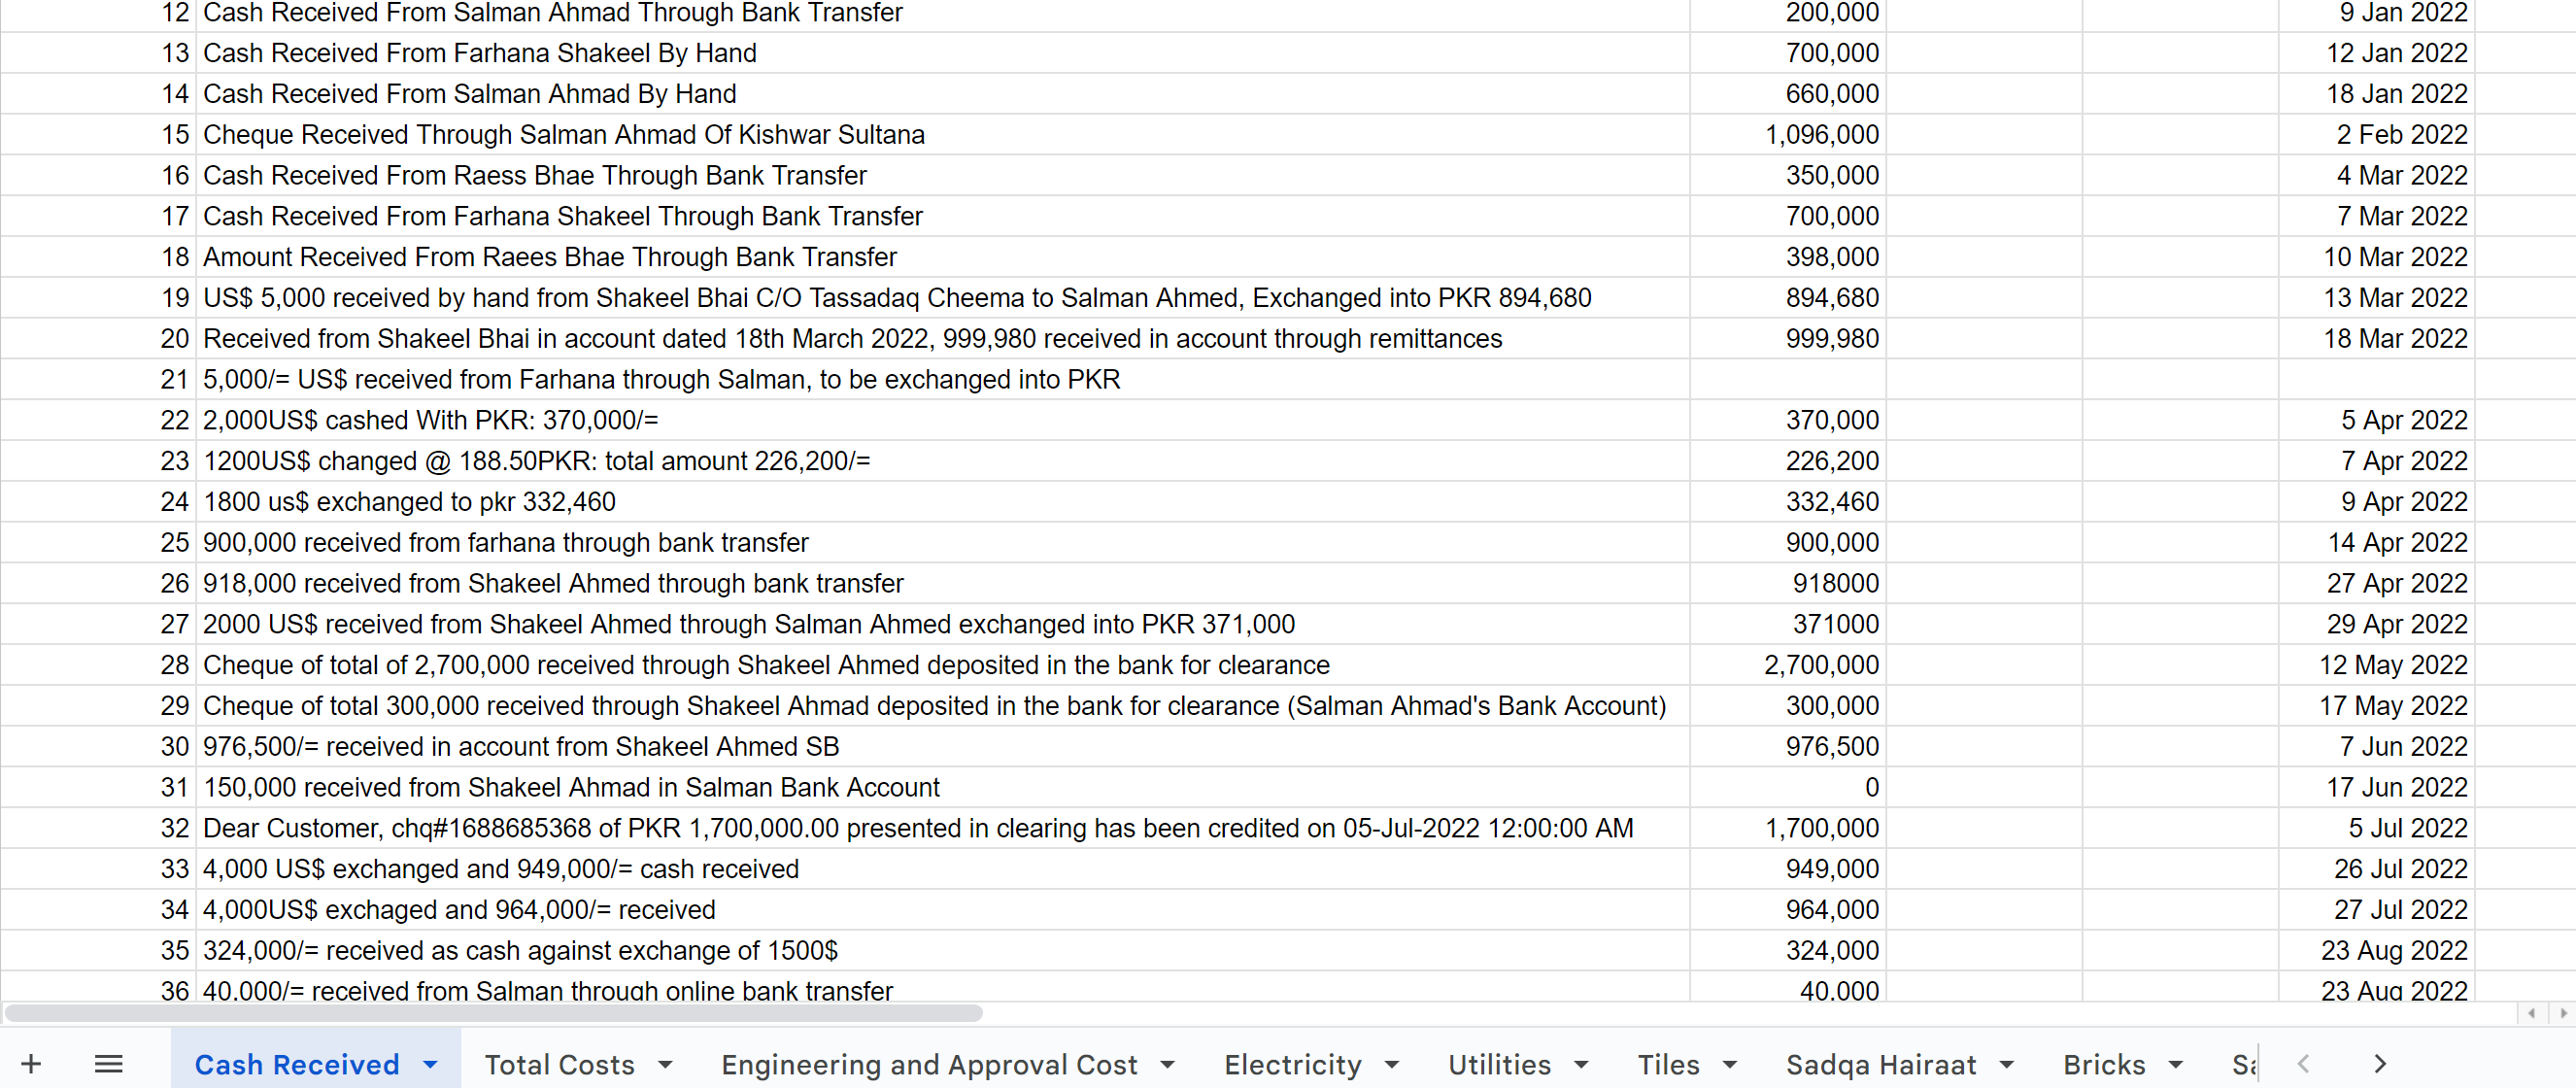 12 Cash Received From Salman Ahmad Through Bank Transfer 200,000 9 Jan 2022
13 Cash Received From Farhana Shakeel By Hand 700,000 12 Jan 2022
14 Cash Received From Salman Ahmad By Hand 660,000 18 Jan 2022
15 Cheque Received Through Salman Ahmad Of Kishwar Sultana 1,096,000 2 Feb 2022
16 Cash Received From Raess Bhae Through Bank Transfer 350,000 4 Mar 2022
17 Cash Received From Farhana Shakeel Through Bank Transfer 700,000 7 Mar 2022
18 Amount Received From Raees Bhae Through Bank Transfer 398,000 10 Mar 2022
19 US$ 5,000 received by hand from Shakeel Bhai C/O Tassadaq Cheema to Salman Ahmed, Exchanged into PKR 894,680 894,680 13 Mar 2022
20 Received from Shakeel Bhai in account dated 18th March 2022, 999,980 received in account through remittances 999,980 18 Mar 2022
21 5,000/= US$ received from Farhana through Salman, to be exchanged into PKR
22 2,000US$ cashed With PKR: 370,000/= 370,000 5 Apr 2022
23 1200US$ changed @ 188.50PKR: total amount 226,200/= 226,200 7 Apr 2022
24 1800 us$ exchanged to pkr 332,460 332,460 9 Apr 2022
25 900,000 received from farhana through bank transfer 900,000 14 Apr 2022
26 918,000 received from Shakeel Ahmed through bank transfer 918000 27 Apr 2022
27 2000 US$ received from Shakeel Ahmed through Salman Ahmed exchanged into PKR 371,000 371000 29 Apr 2022
28 Cheque of total of 2,700,000 received through Shakeel Ahmed deposited in the bank for clearance 2,700,000 12 May 2022
29 Cheque of total 300,000 received through Shakeel Ahmad deposited in the bank for clearance (Salman Ahmad's Bank Account) 300,000 17 May 2022
30 976,500/= received in account from Shakeel Ahmed SB 976,500 7 Jun 2022
31 150,000 received from Shakeel Ahmad in Salman Bank Account 0 17 Jun 2022
32 Dear Customer, chq#1688685368 of PKR 1,700,000.00 presented in clearing has been credited on 05-Jul-2022 12:00:00 AM 1,700,000 5 Jul 2022
33 4,000 US$ exchanged and 949,000/= cash received 949,000 26 Jul 2022
34 4,000US$ exchaged and 964,000/= received 964,000 27 Jul 2022
35 324,000/= received as cash against exchange of 1500$ 324,000 23 Aug 2022
36 40,000/= received from Salman through online bank transfer 40,000 23 Aug 2022
Cash Received Total Costs Engineering and Approval Cost Electricity Utilities Tiles Sadqa Hairaat Bricks